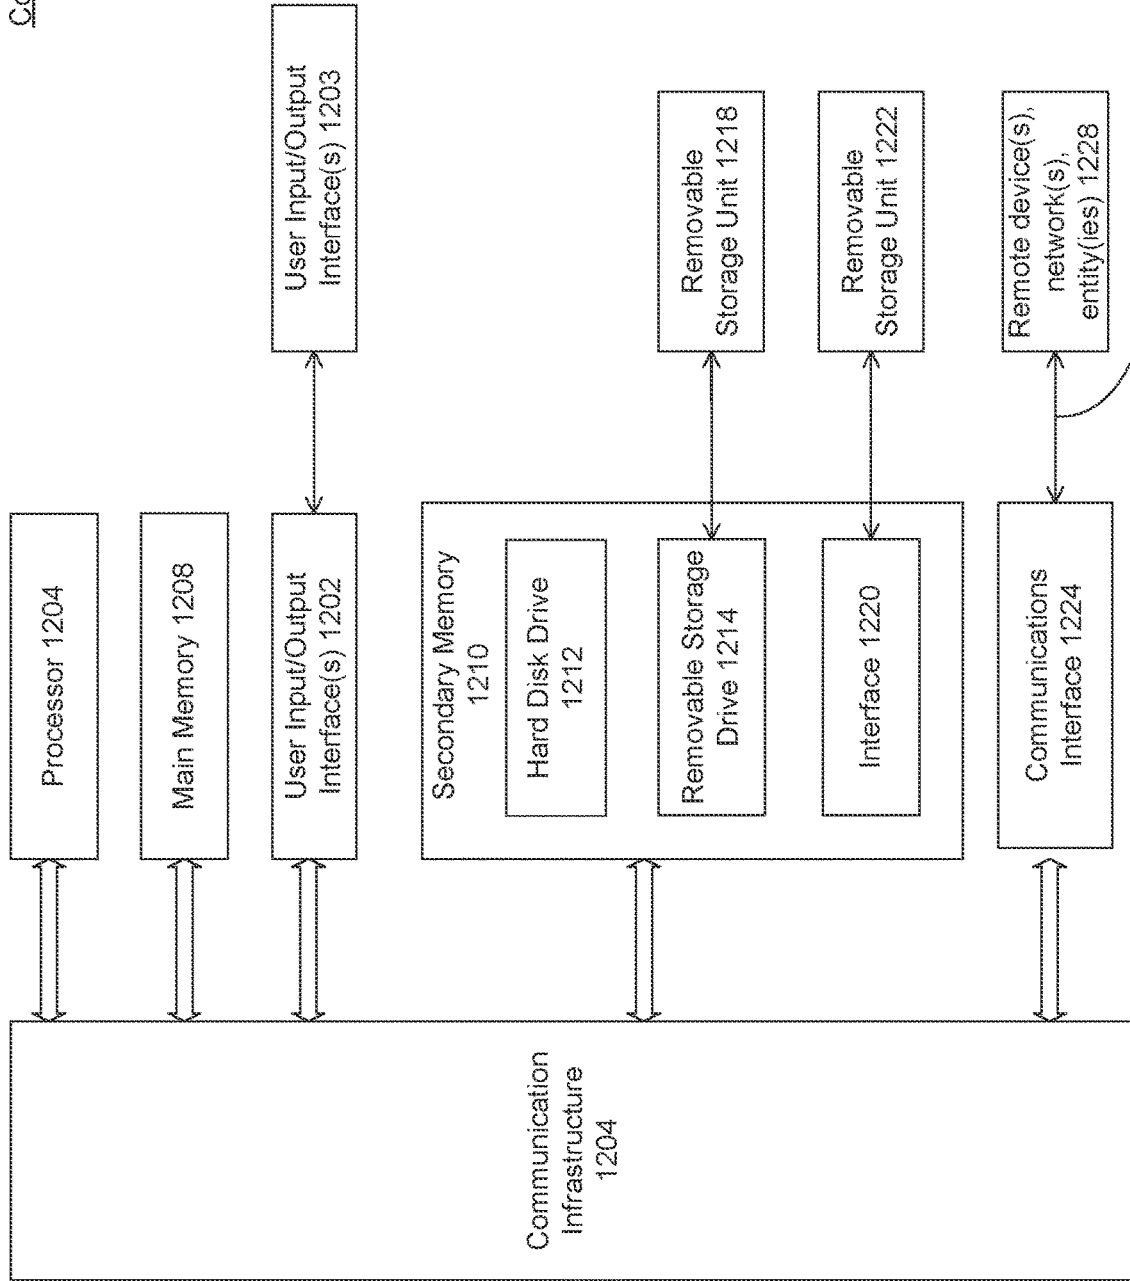 Co
Processor 1204
Main Memory 1208
User Input/Output
Interface(s) 1202
User Input/Output
Interface(s) 1203
Communication
Infrastructure
1204
Secondary Memory
1210
Hard Disk Drive
1212
Removable Storage
Drive 1214
Removable
Storage Unit 1218
Interface 1220
Removable
Storage Unit 1222
Communications
Interface 1224
Remote device(s),
network(s),
entity(ies) 1228